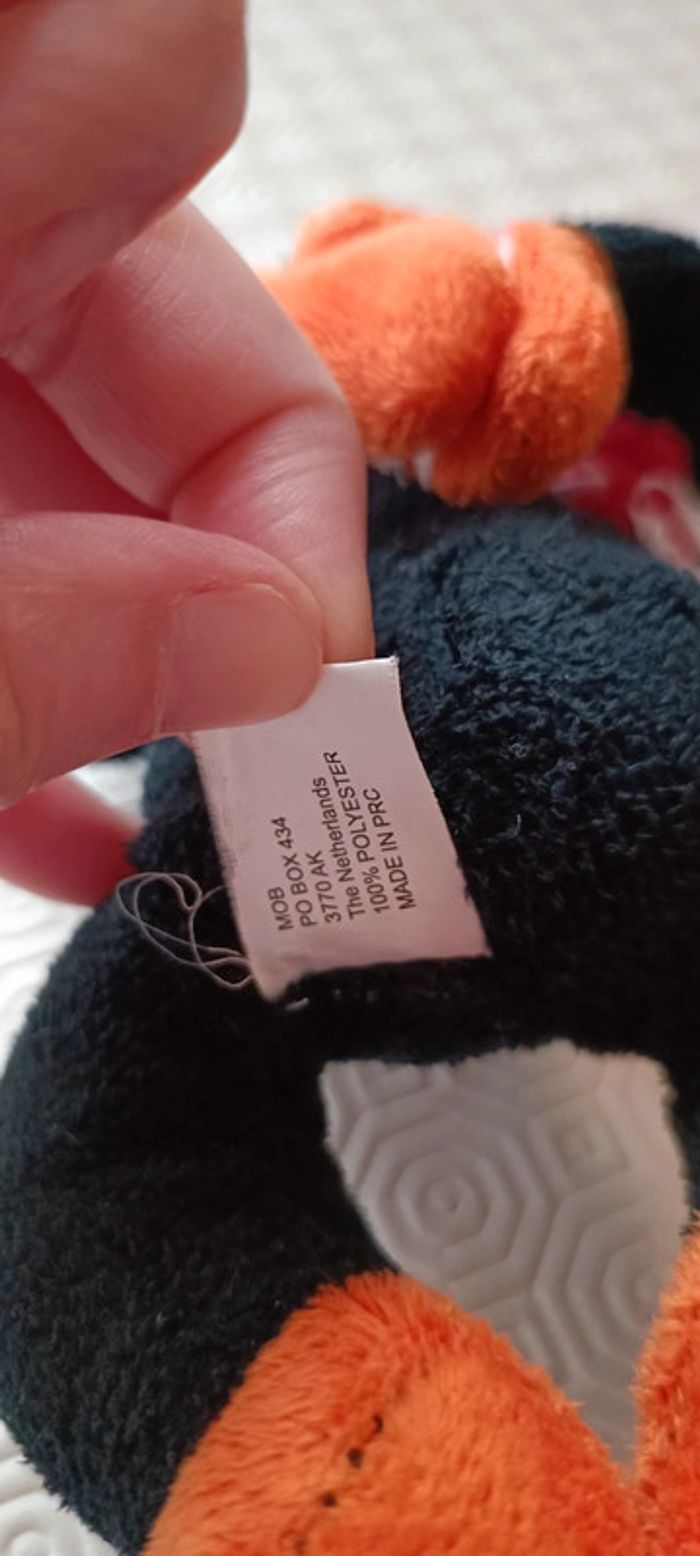 MOB
PO BOX 434
3770 AK
The Netherlands
100% POLYESTER
MADE IN PRC